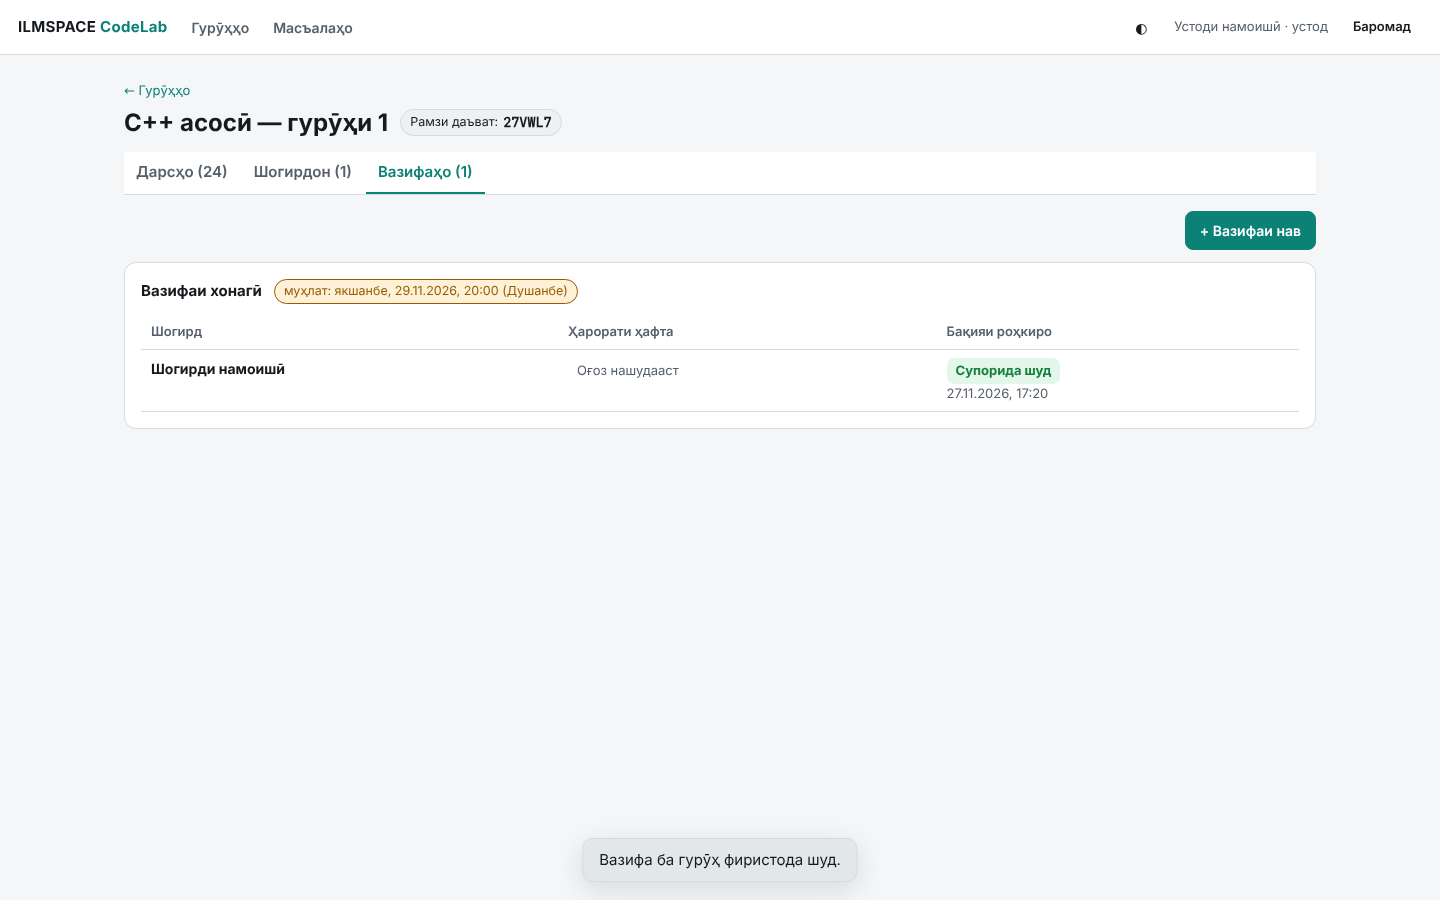 ILMSPACE CodeLab Гурӯҳҳо Масъалаҳо ◐ Устоди намоишӣ · устод Баромад
← Гурӯҳҳо
C++ асосӣ — гурӯҳи 1 Рамзи даъват: 27VWL7
Дарсҳо (24) Шогирдон (1) Вазифаҳо (1)
+ Вазифаи нав
Вазифаи хонагӣ муҳлат: якшанбе, 29.11.2026, 20:00 (Душанбе)
Шогирд Ҳарорати ҳафта Бақияи роҳкиро
Шогирди намоишӣ Оғоз нашудааст Супорида шуд
27.11.2026, 17:20
Вазифа ба гурӯҳ фиристода шуд.